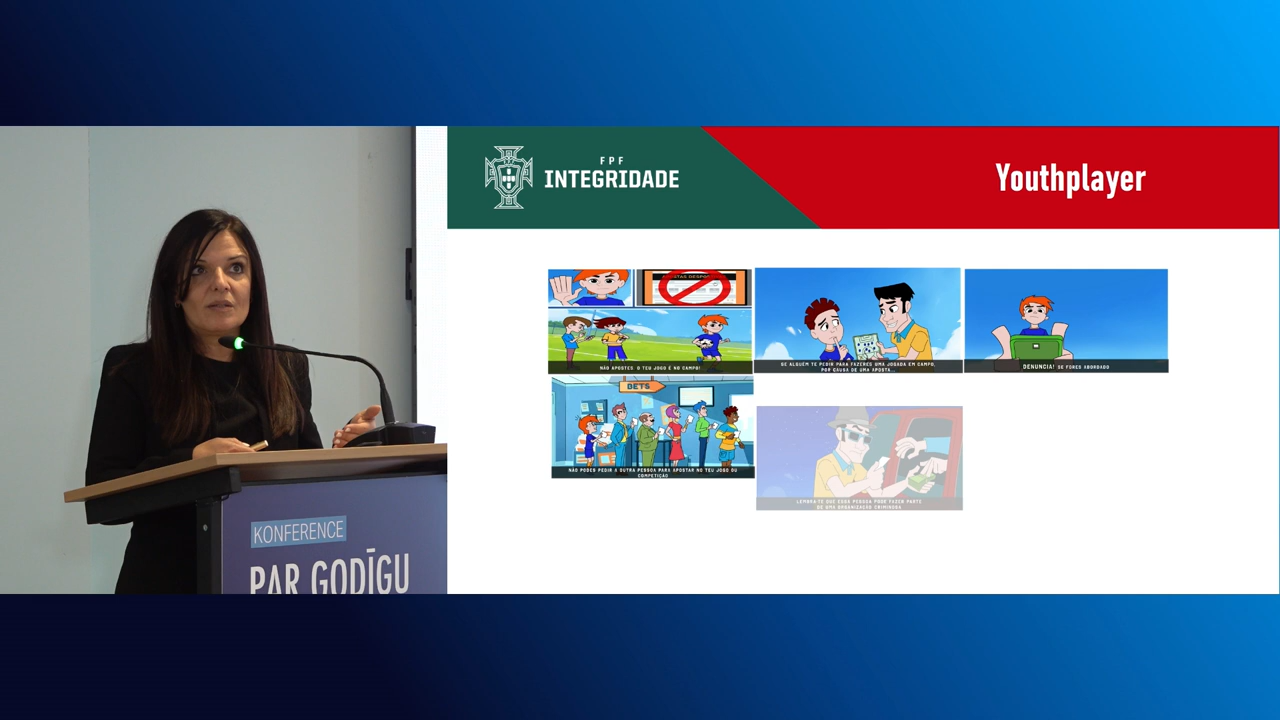 FPF
INTEGRIDADE
Youthplayer
NÃO APOSTES. O TEU JOGO É NO CAMPO!
SE ALGUÉM TE PEDIR PARA FAZERES UMA JOGADA EM CAMPO,
POR CAUSA DE UMA APOSTA...
DENUNCIA! SE FORES ABORDADO
BETS
NÃO PODES PEDIR A OUTRA PESSOA PARA APOSTAR NO TEU JOGO OU
COMPETIÇÃO
LEMBRA-TE QUE ESSA PESSOA PODE FAZER PARTE
DE UMA ORGANIZAÇÃO CRIMINOSA
KONFERENCE
PAR GODĪGU